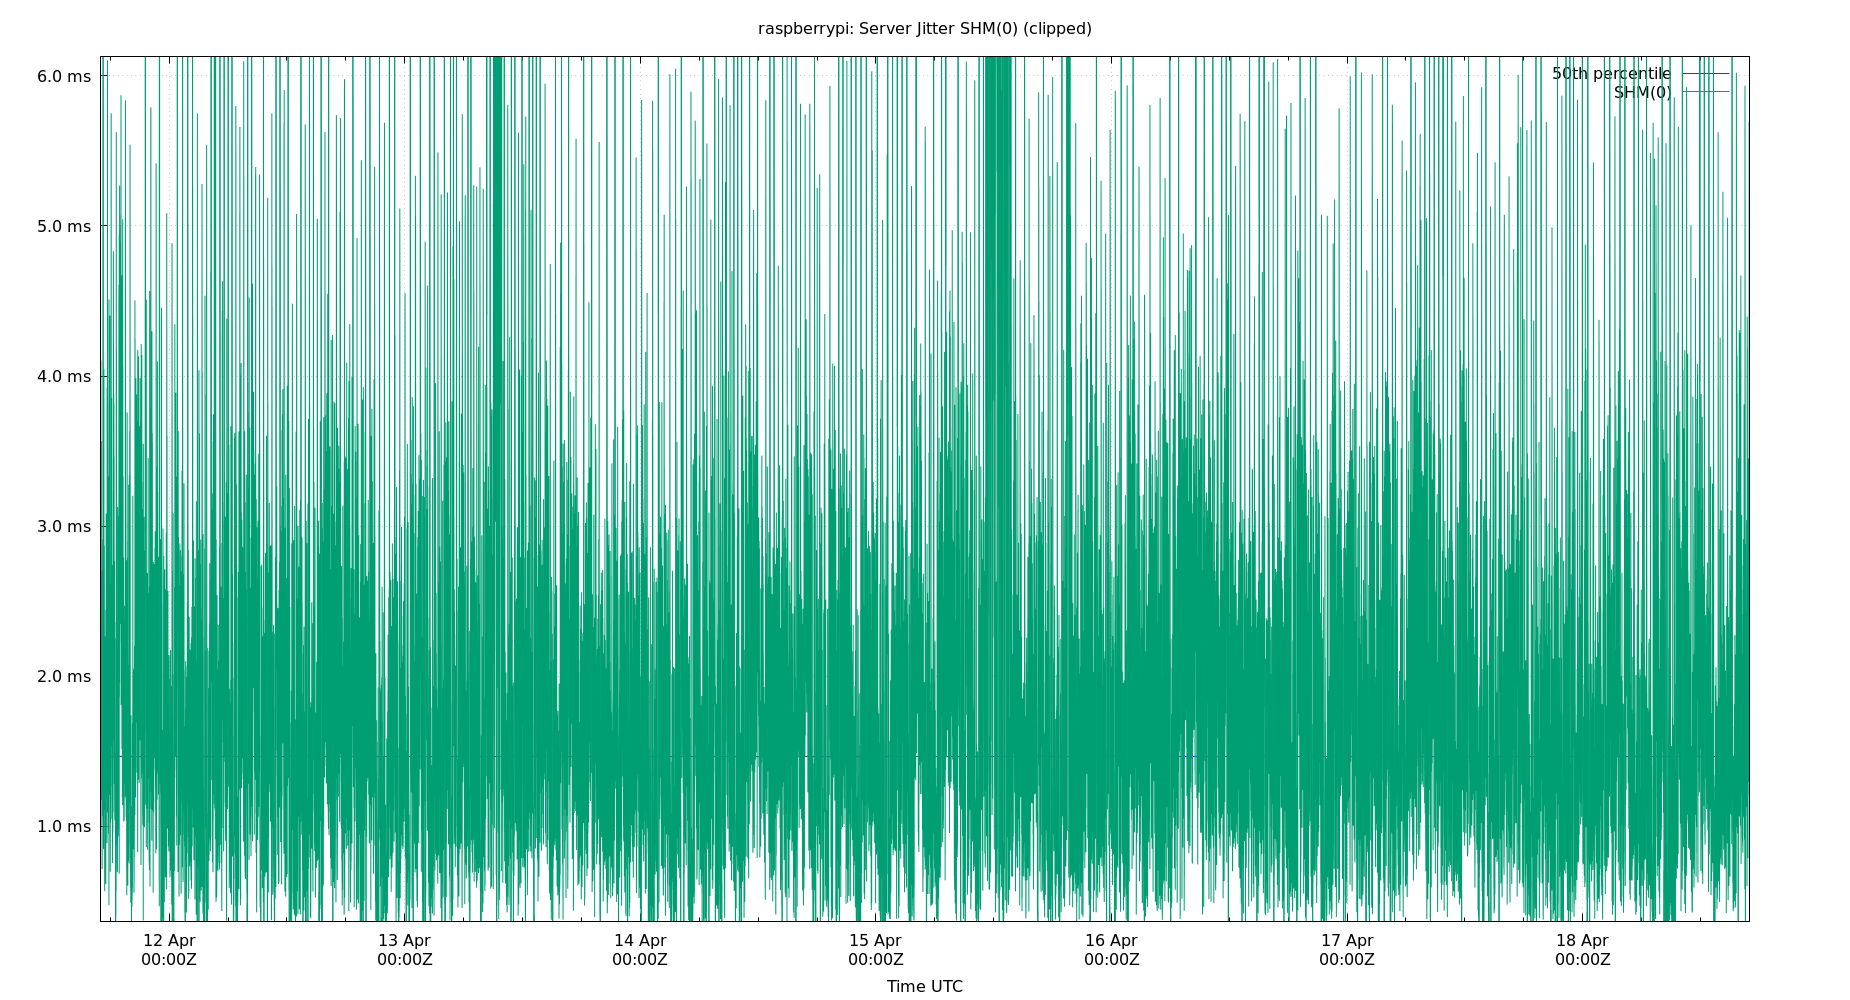 raspberrypi: Server Jitter SHM(0) (clipped)
6.0 ms
5.0 ms
4.0 ms
3.0 ms
2.0 ms
1.0 ms
50th percentile
SHM(0)
12 Apr
00:00Z
13 Apr
00:00Z
14 Apr
00:00Z
15 Apr
00:00Z
16 Apr
00:00Z
17 Apr
00:00Z
18 Apr
00:00Z
Time UTC